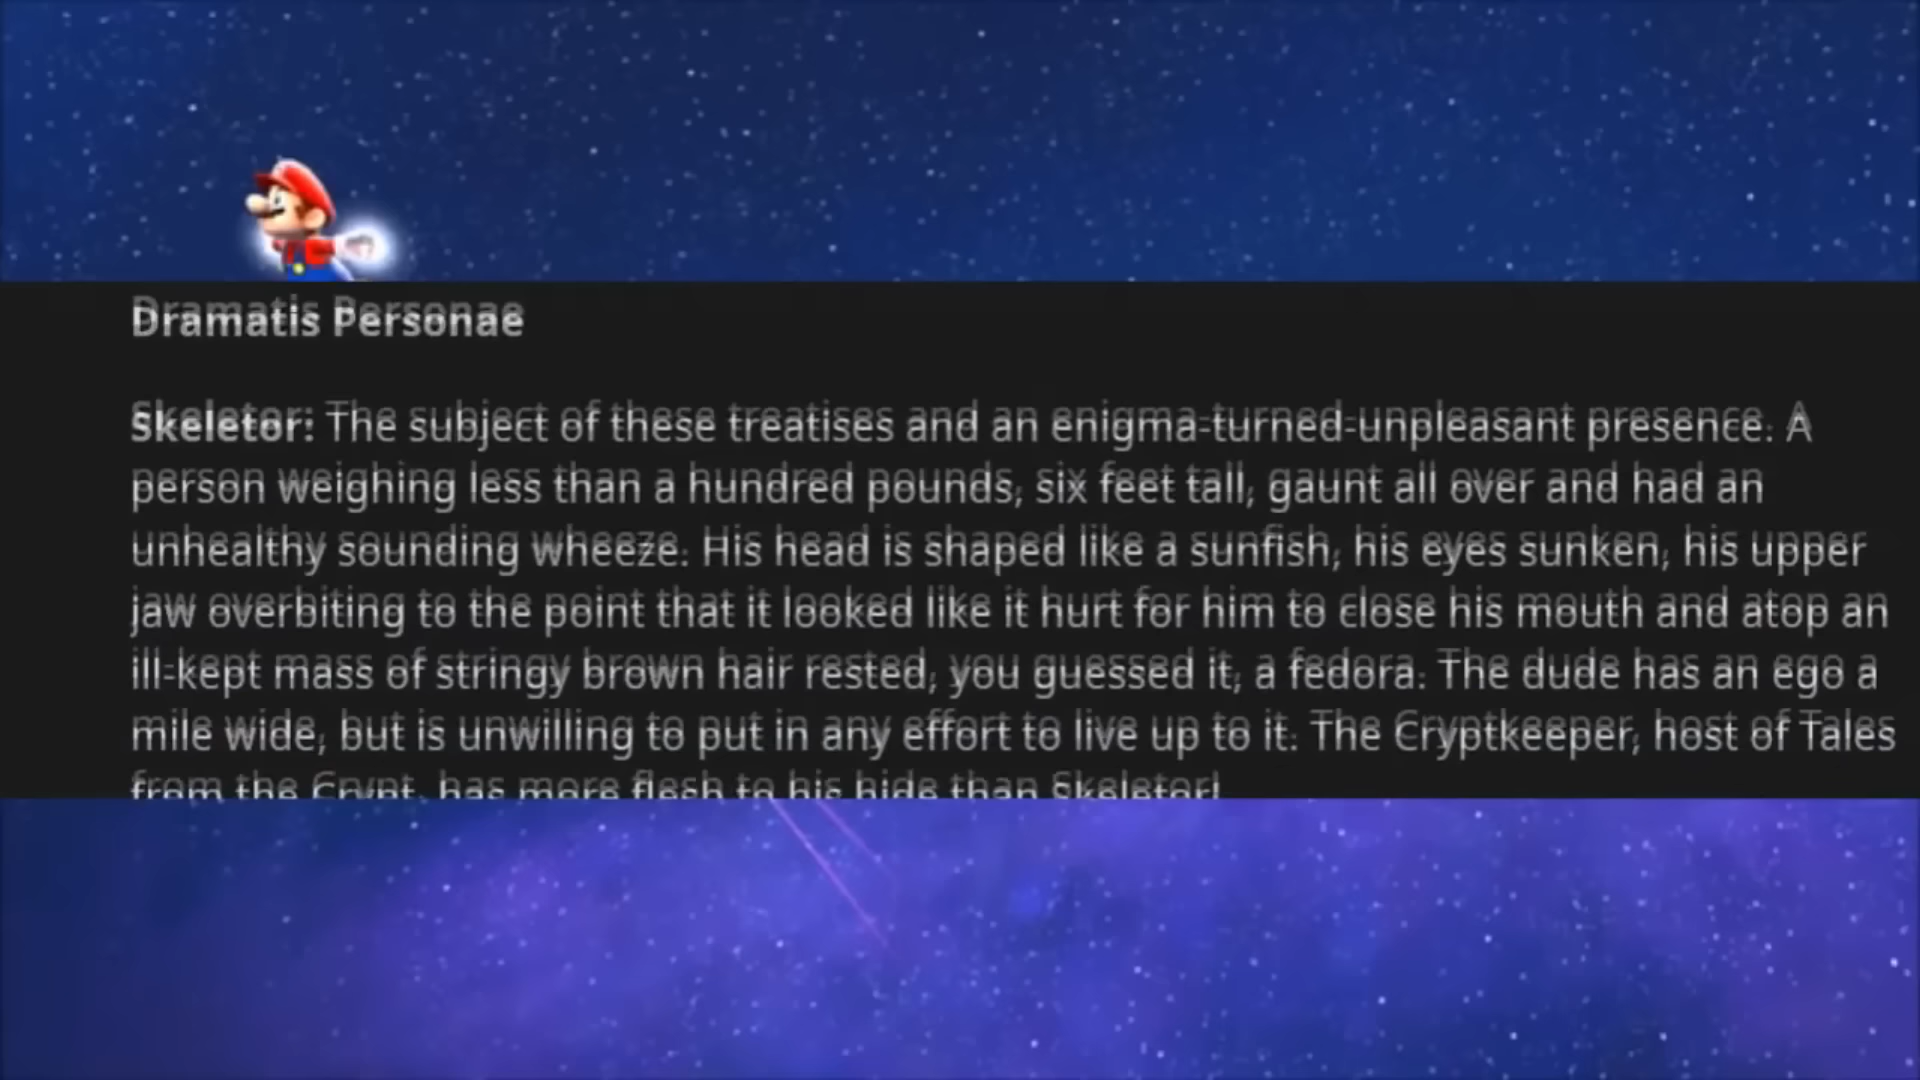 Dramatis Personae
Skeletor: The subject of these treatises and an enigma-turned-unpleasant presence. A
person weighing less than a hundred pounds, six feet tall, gaunt all over and had an
unhealthy sounding wheeze. His head is shaped like a sunfish, his eyes sunken, his upper
jaw overbiting to the point that it looked like it hurt for him to close his mouth and atop an
ill-kept mass of stringy brown hair rested, you guessed it, a fedora. The dude has an ego a
mile wide, but is unwilling to put in any effort to live up to it. The Cryptkeeper, host of Tales
from the Crypt, has more flesh to his hide than Skeletor!